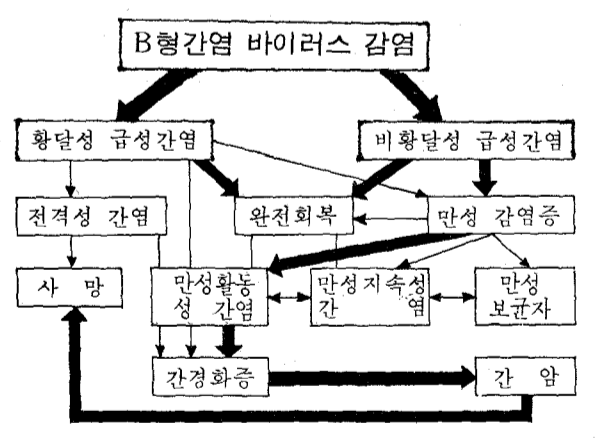 B형간염 바이러스 감염
황달성 급성간염
비황달성 급성간염
전격성 간염
완전회복
만성 감염증
사 망
만성활동
성 간염
만성지속성
간 염
만성
보균자
간경화증
간 암